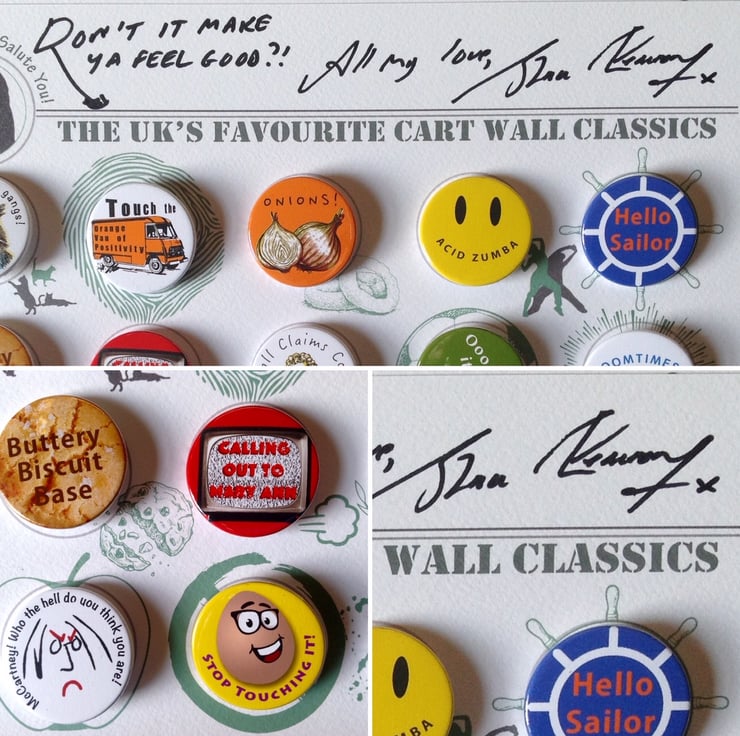 Salute You!
DON'T IT MAKE
YA FEEL GOOD?!
All my love,
THE UK'S FAVOURITE CART WALL CLASSICS
gangs!
Touch the
Orange
Van of
Positivity
ONIONS!
ACID ZUMBA
Hello
Sailor
Claims
Ooo
Buttery
Biscuit
Base
CALLING
OUT TO
MARY ANN
McCartney! Who the hell do you think you are!
STOP TOUCHING IT!
WALL CLASSICS
Hello
Sailor